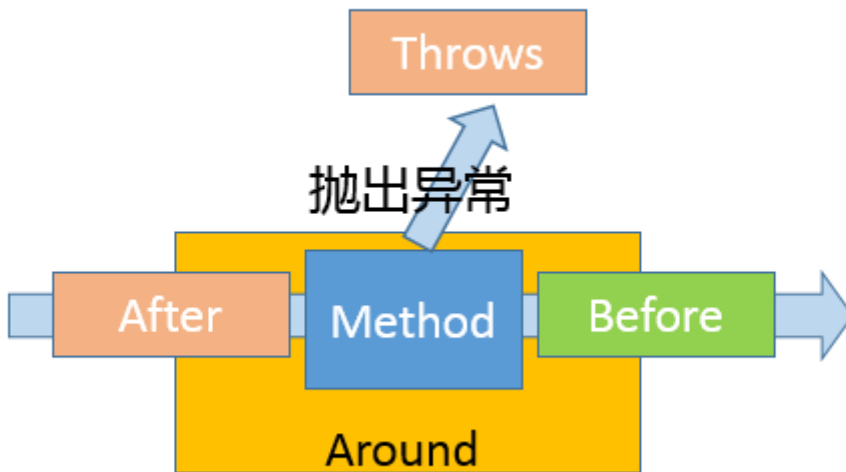 Throws
抛出异常
After
Method
Before
Around